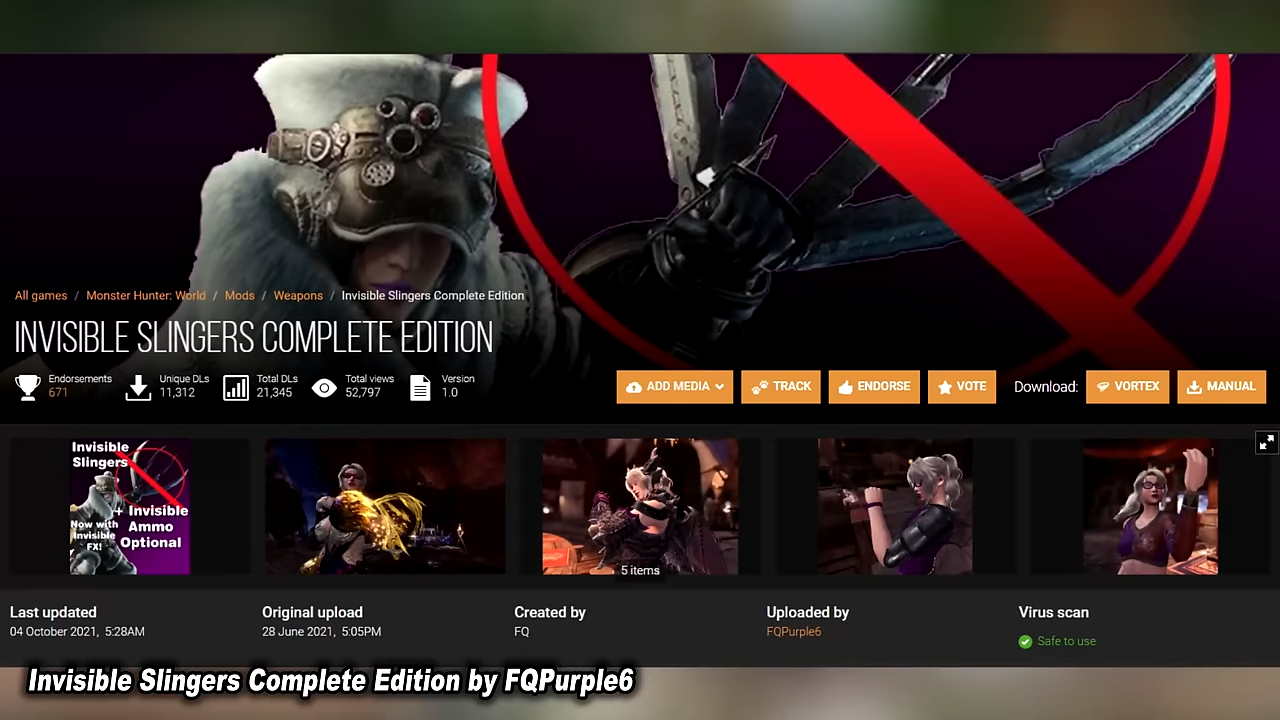 All games / Monster Hunter: World / Mods / Weapons / Invisible Slingers Complete Edition
INVISIBLE SLINGERS COMPLETE EDITION
Endorsements
671
Unique DLs
11,312
Total DLs
21,345
Total views
52,797
Version
1.0
ADD MEDIA
TRACK
ENDORSE
VOTE
Download:
VORTEX
MANUAL
Invisible
Slingers
+ Invisible
Ammo
Optional
Now with
Invisible
FX!
5 items
Last updated
04 October 2021, 5:28AM
Original upload
28 June 2021, 5:05PM
Created by
FQ
Uploaded by
FQPurple6
Virus scan
Safe to use
Invisible Slingers Complete Edition by FQPurple6